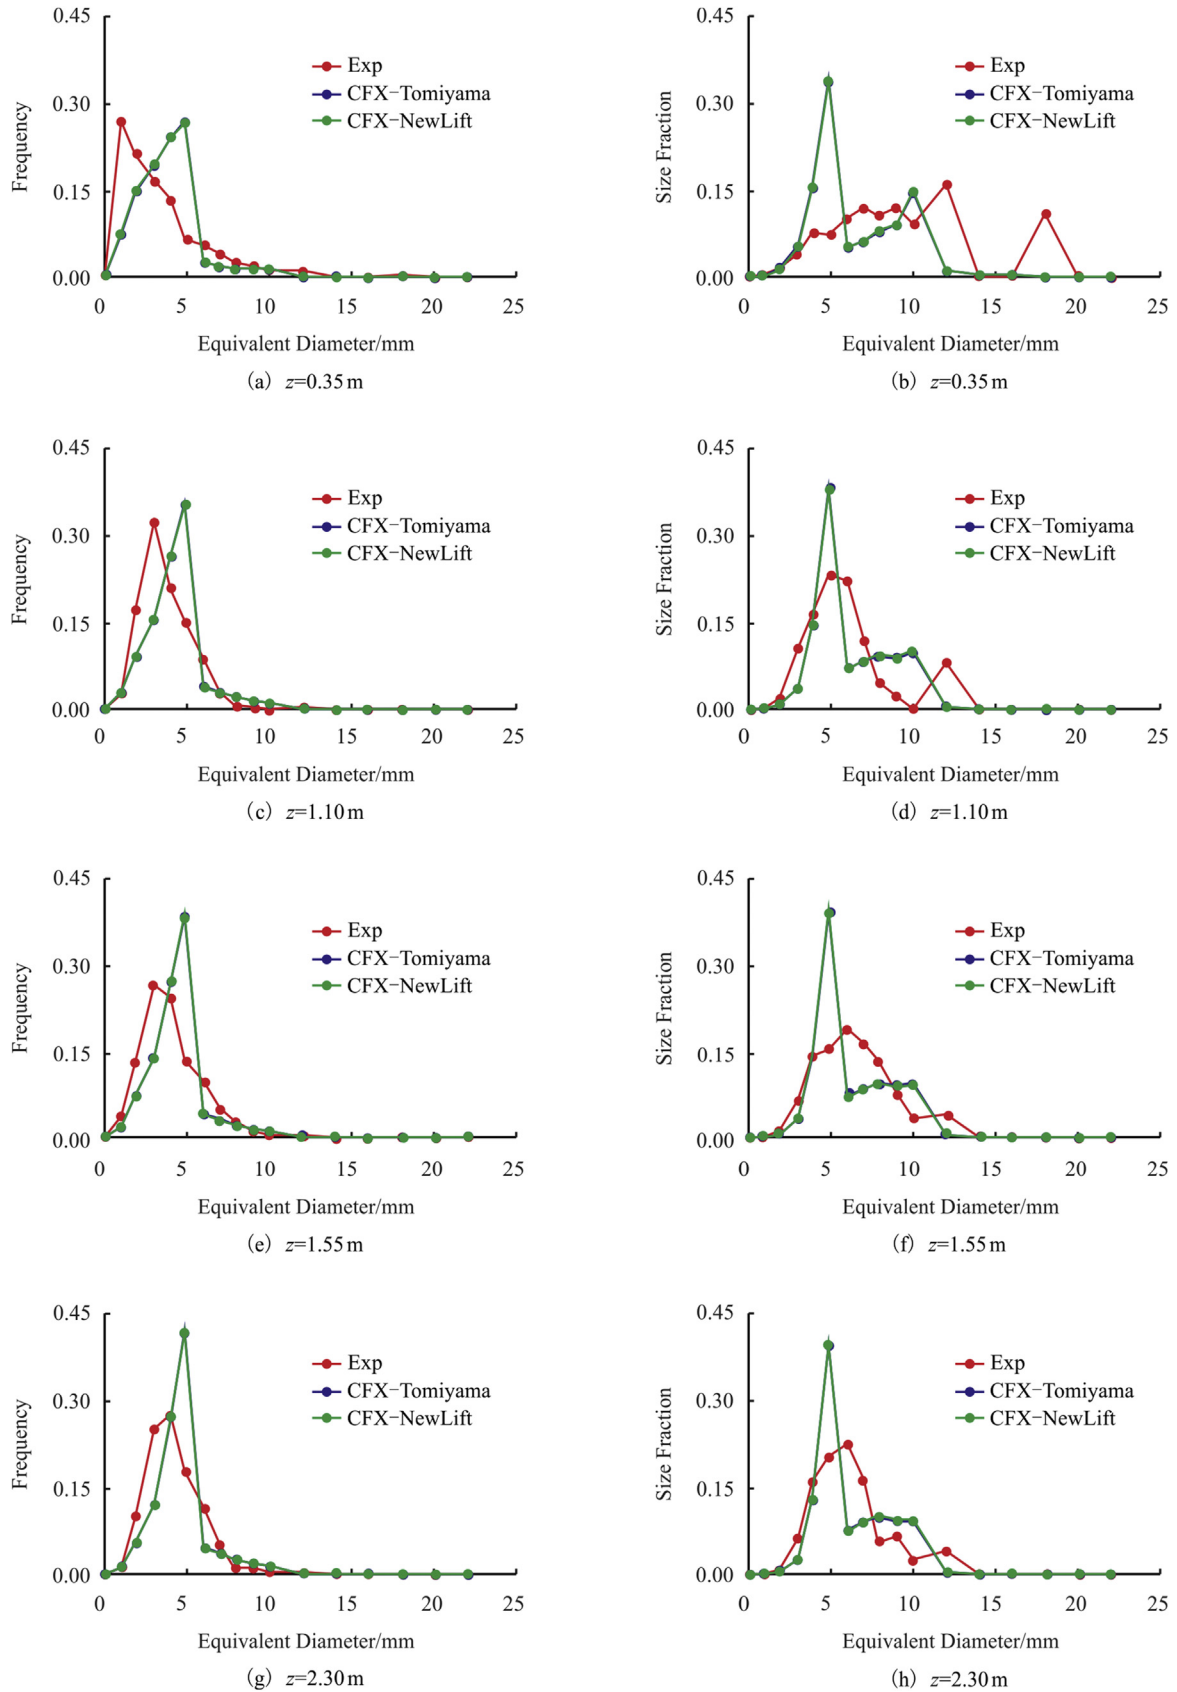 0.45
0.30
0.15
0.00
Frequency
Exp
CFX-Tomiyama
CFX-NewLift
0 5 10 15 20 25
Equivalent Diameter/mm
(a) z=0.35 m
0.45
0.30
0.15
0.00
Size Fraction
Exp
CFX-Tomiyama
CFX-NewLift
0 5 10 15 20 25
Equivalent Diameter/mm
(b) z=0.35 m
0.45
0.30
0.15
0.00
Frequency
Exp
CFX-Tomiyama
CFX-NewLift
0 5 10 15 20 25
Equivalent Diameter/mm
(c) z=1.10 m
0.45
0.30
0.15
0.00
Size Fraction
Exp
CFX-Tomiyama
CFX-NewLift
0 5 10 15 20 25
Equivalent Diameter/mm
(d) z=1.10 m
0.45
0.30
0.15
0.00
Frequency
Exp
CFX-Tomiyama
CFX-NewLift
0 5 10 15 20 25
Equivalent Diameter/mm
(e) z=1.55 m
0.45
0.30
0.15
0.00
Size Fraction
Exp
CFX-Tomiyama
CFX-NewLift
0 5 10 15 20 25
Equivalent Diameter/mm
(f) z=1.55 m
0.45
0.30
0.15
0.00
Frequency
Exp
CFX-Tomiyama
CFX-NewLift
0 5 10 15 20 25
Equivalent Diameter/mm
(g) z=2.30 m
0.45
0.30
0.15
0.00
Size Fraction
Exp
CFX-Tomiyama
CFX-NewLift
0 5 10 15 20 25
Equivalent Diameter/mm
(h) z=2.30 m